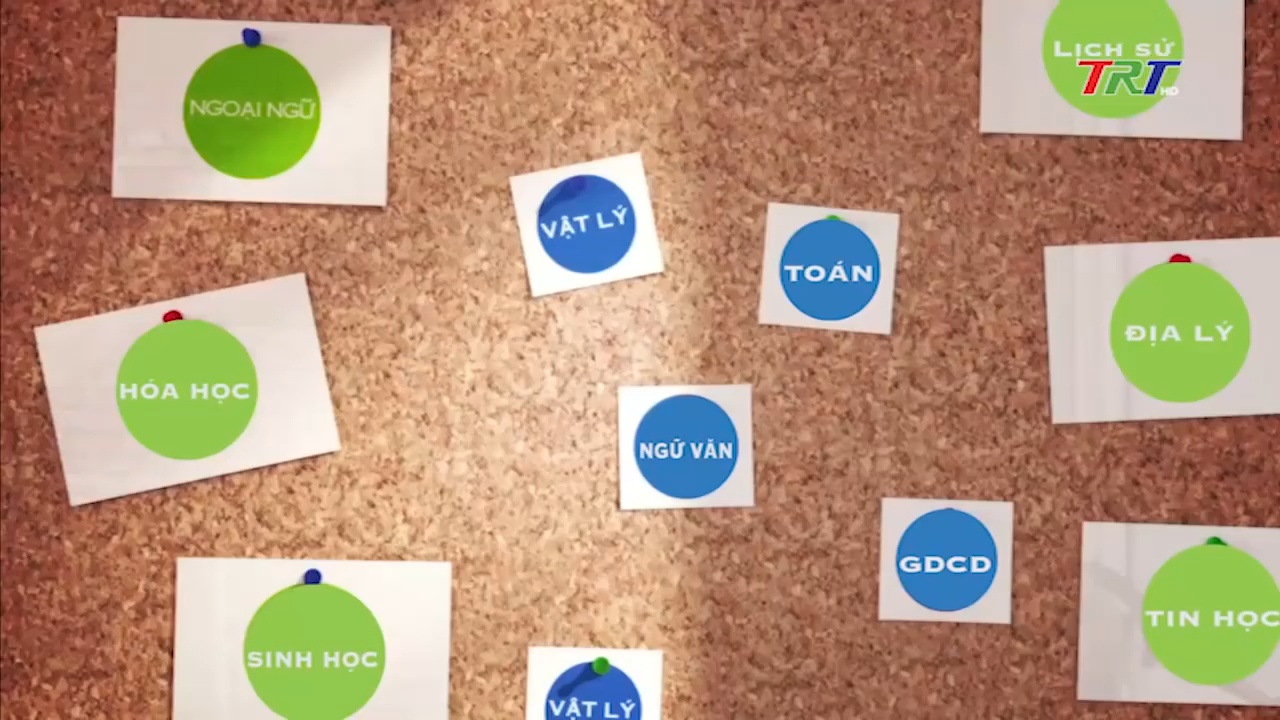 LỊCH SỬ
TRT
HD
NGOẠI NGỮ
VẬT LÝ
TOÁN
ĐỊA LÝ
HÓA HỌC
NGỮ VĂN
GDCD
TIN HỌC
SINH HỌC
VẬT LÝ